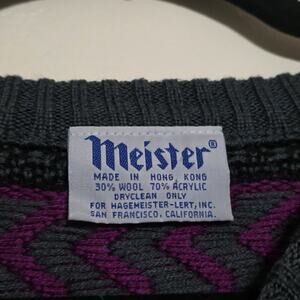 Meister®
MADE IN HONG KONG
30% WOOL 70% ACRYLIC
DRYCLEAN ONLY
FOR HAGEMEISTER-LERT, INC.
SAN FRANCISCO, CALIFORNIA.